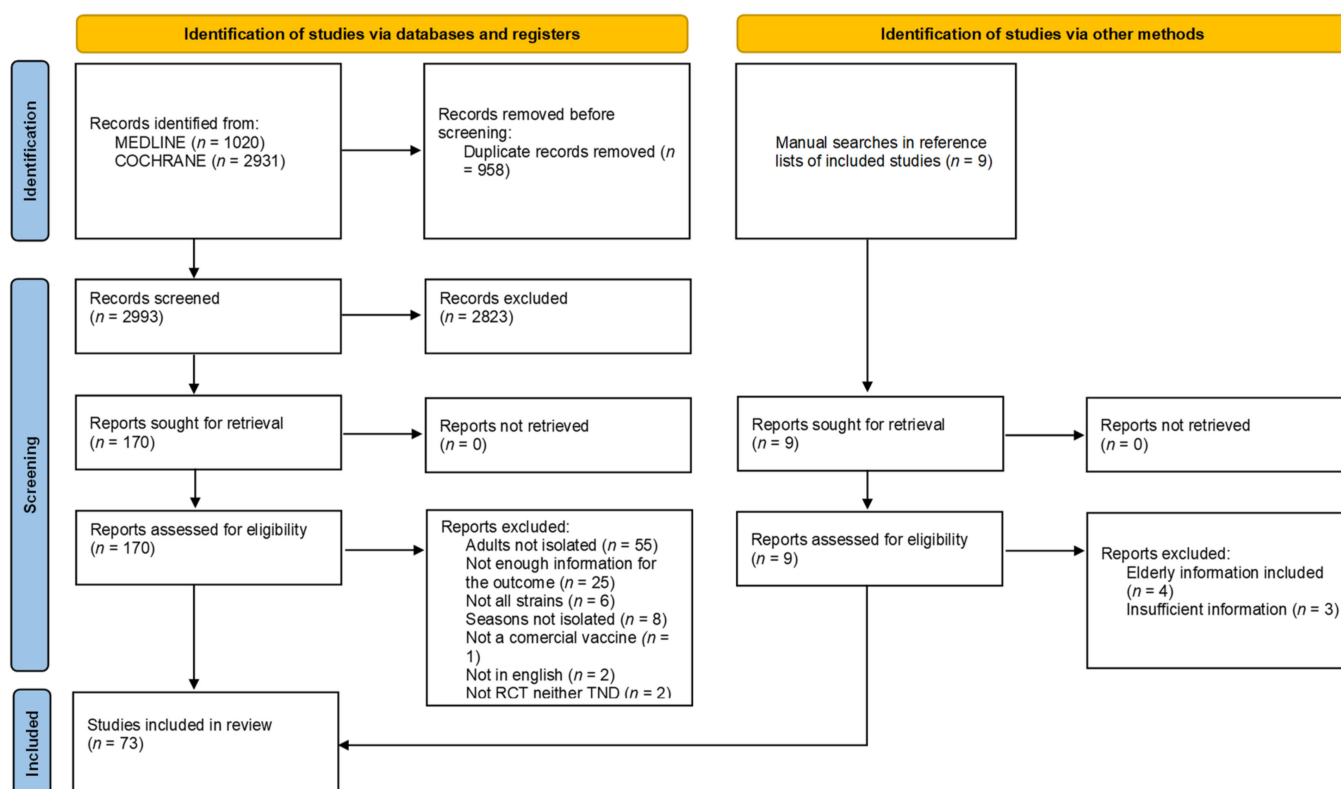 Identification of studies via databases and registers
Identification of studies via other methods
Identification
Records identified from:
MEDLINE (n = 1020)
COCHRANE (n = 2931)
Records removed before
screening:
Duplicate records removed (n
= 958)
Manual searches in reference
lists of included studies (n = 9)
Screening
Records screened
(n = 2993)
Records excluded
(n = 2823)
Reports sought for retrieval
(n = 170)
Reports not retrieved
(n = 0)
Reports sought for retrieval
(n = 9)
Reports not retrieved
(n = 0)
Reports assessed for eligibility
(n = 170)
Reports excluded:
Adults not isolated (n = 55)
Not enough information for
the outcome (n = 25)
Not all strains (n = 6)
Seasons not isolated (n = 8)
Not a comercial vaccine (n =
1)
Not in english (n = 2)
Not RCT neither TND (n = 2)
Reports assessed for eligibility
(n = 9)
Reports excluded:
Elderly information included
(n = 4)
Insufficient information (n = 3)
Included
Studies included in review
(n = 73)